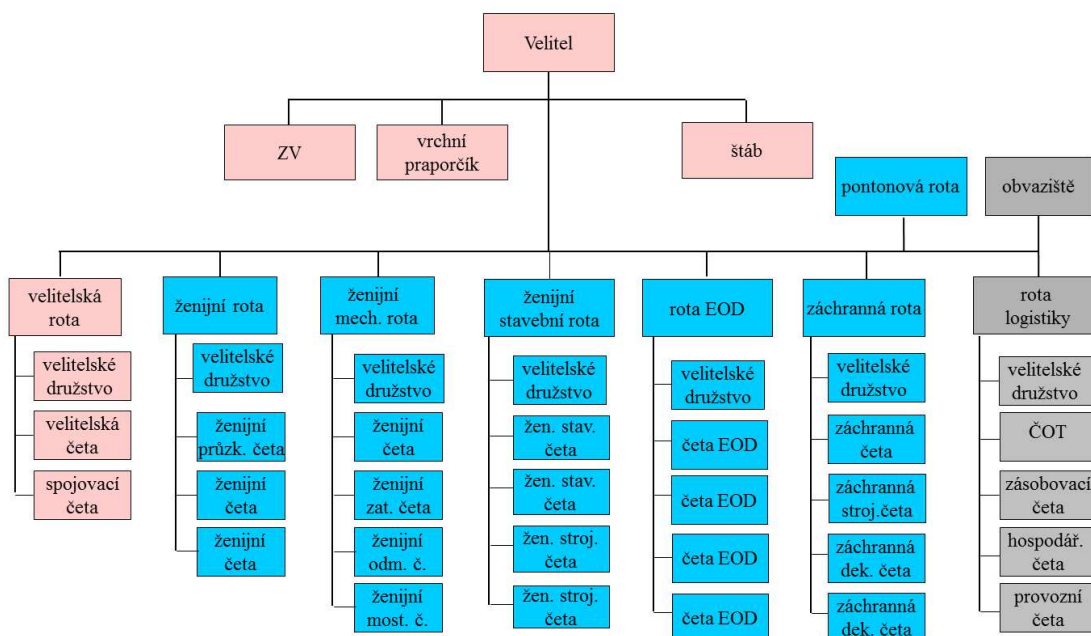 Velitel
ZV
vrchní
praporčík
štáb
pontonová rota
obvaziště
velitelská
rota
velitelské
družstvo
velitelská
četa
spojovací
četa
ženijní rota
velitelské
družstvo
ženijní
průzk. četa
ženijní
četa
ženijní
četa
ženijní
mech. rota
velitelské
družstvo
ženijní
četa
ženijní
zat. četa
ženijní
odm. č.
ženijní
most. č.
ženijní
stavební rota
velitelské
družstvo
žen. stav.
četa
žen. stav.
četa
žen. stroj.
četa
žen. stroj.
četa
rota EOD
velitelské
družstvo
četa EOD
četa EOD
četa EOD
četa EOD
záchranná rota
velitelské
družstvo
záchranná
četa
záchranná
stroj.četa
záchranná
dek. četa
záchranná
dek. četa
rota
logistiky
velitelské
družstvo
ČOT
zásobovací
četa
hospodář.
četa
provozní
četa